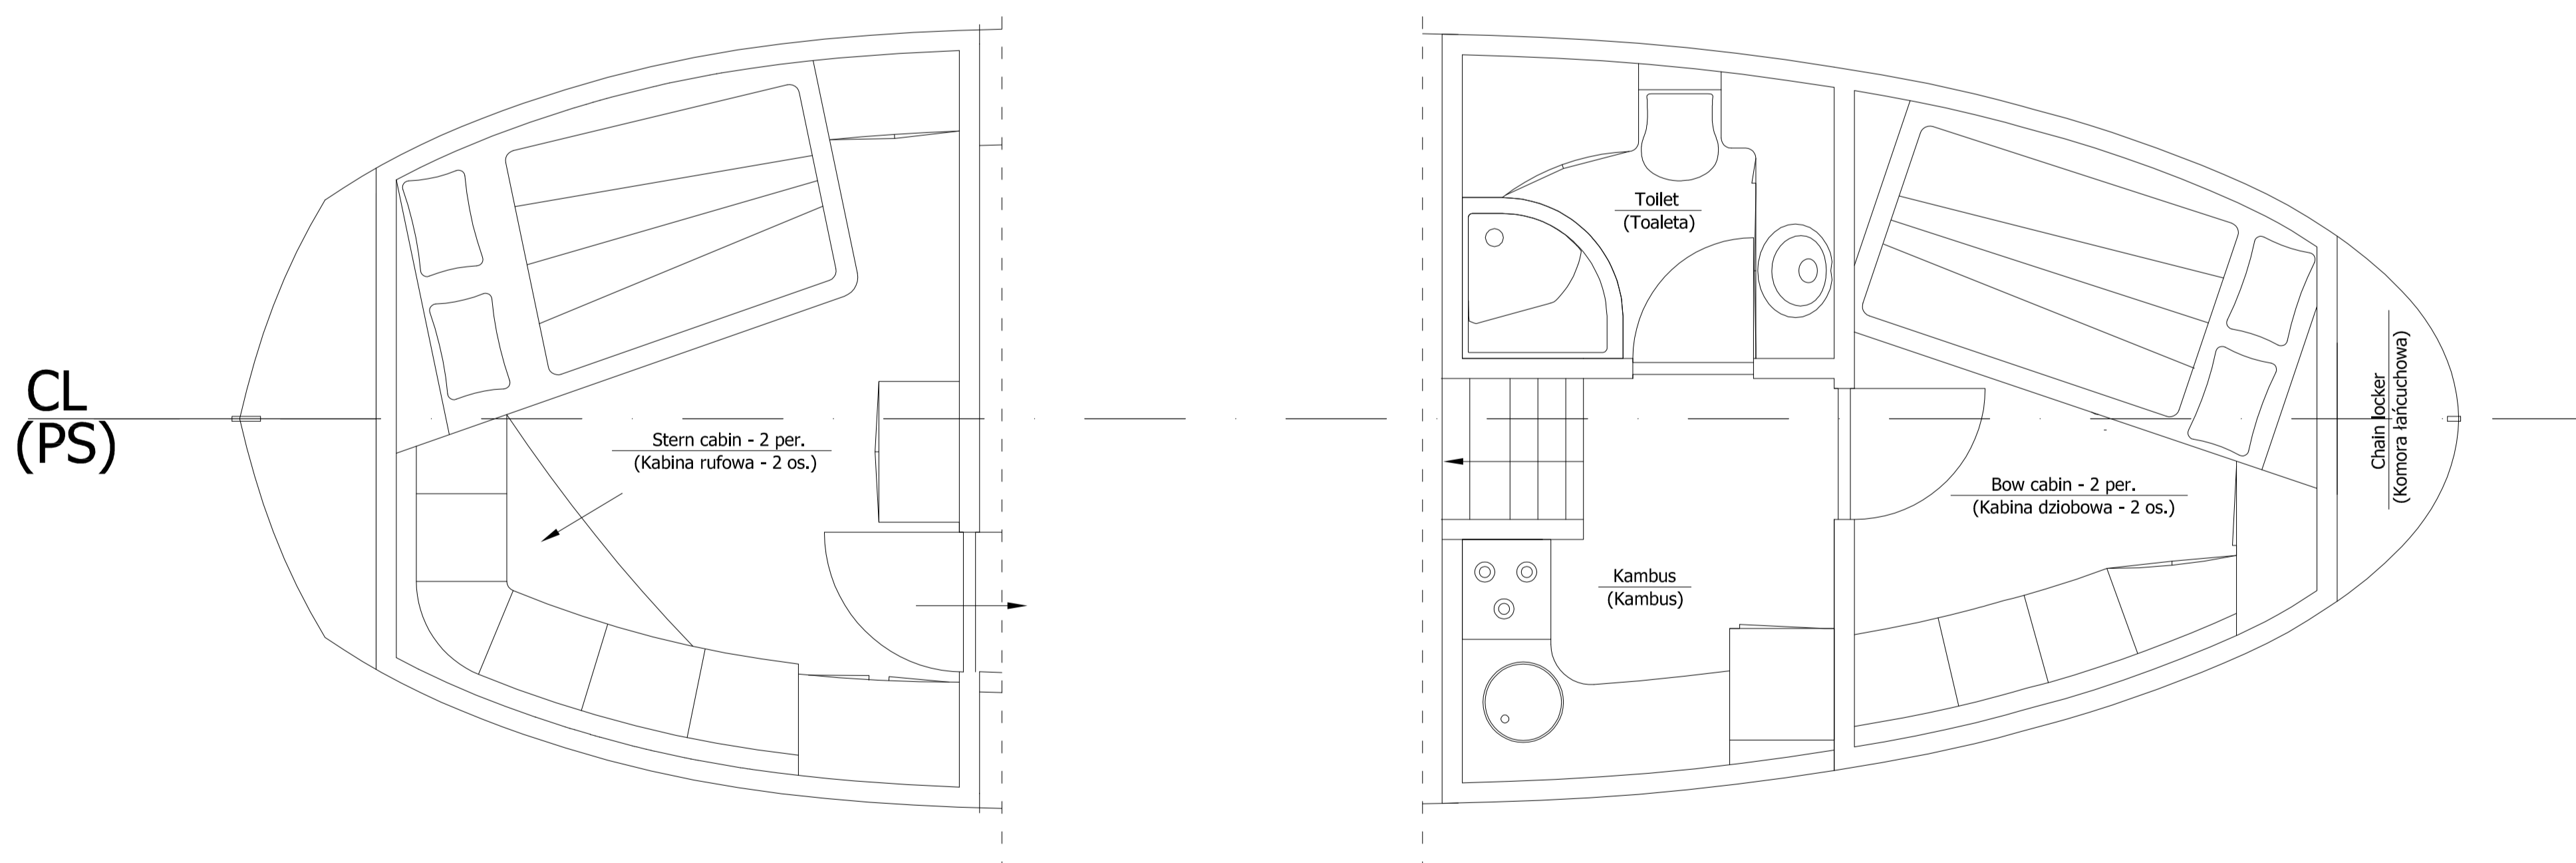 CL
(PS)
Stern cabin - 2 per.
(Kabina rufowa - 2 os.)
Toilet
(Toaleta)
Kambus
(Kambus)
Bow cabin - 2 per.
(Kabina dziobowa - 2 os.)
Chain locker
(Komora łańcuchowa)